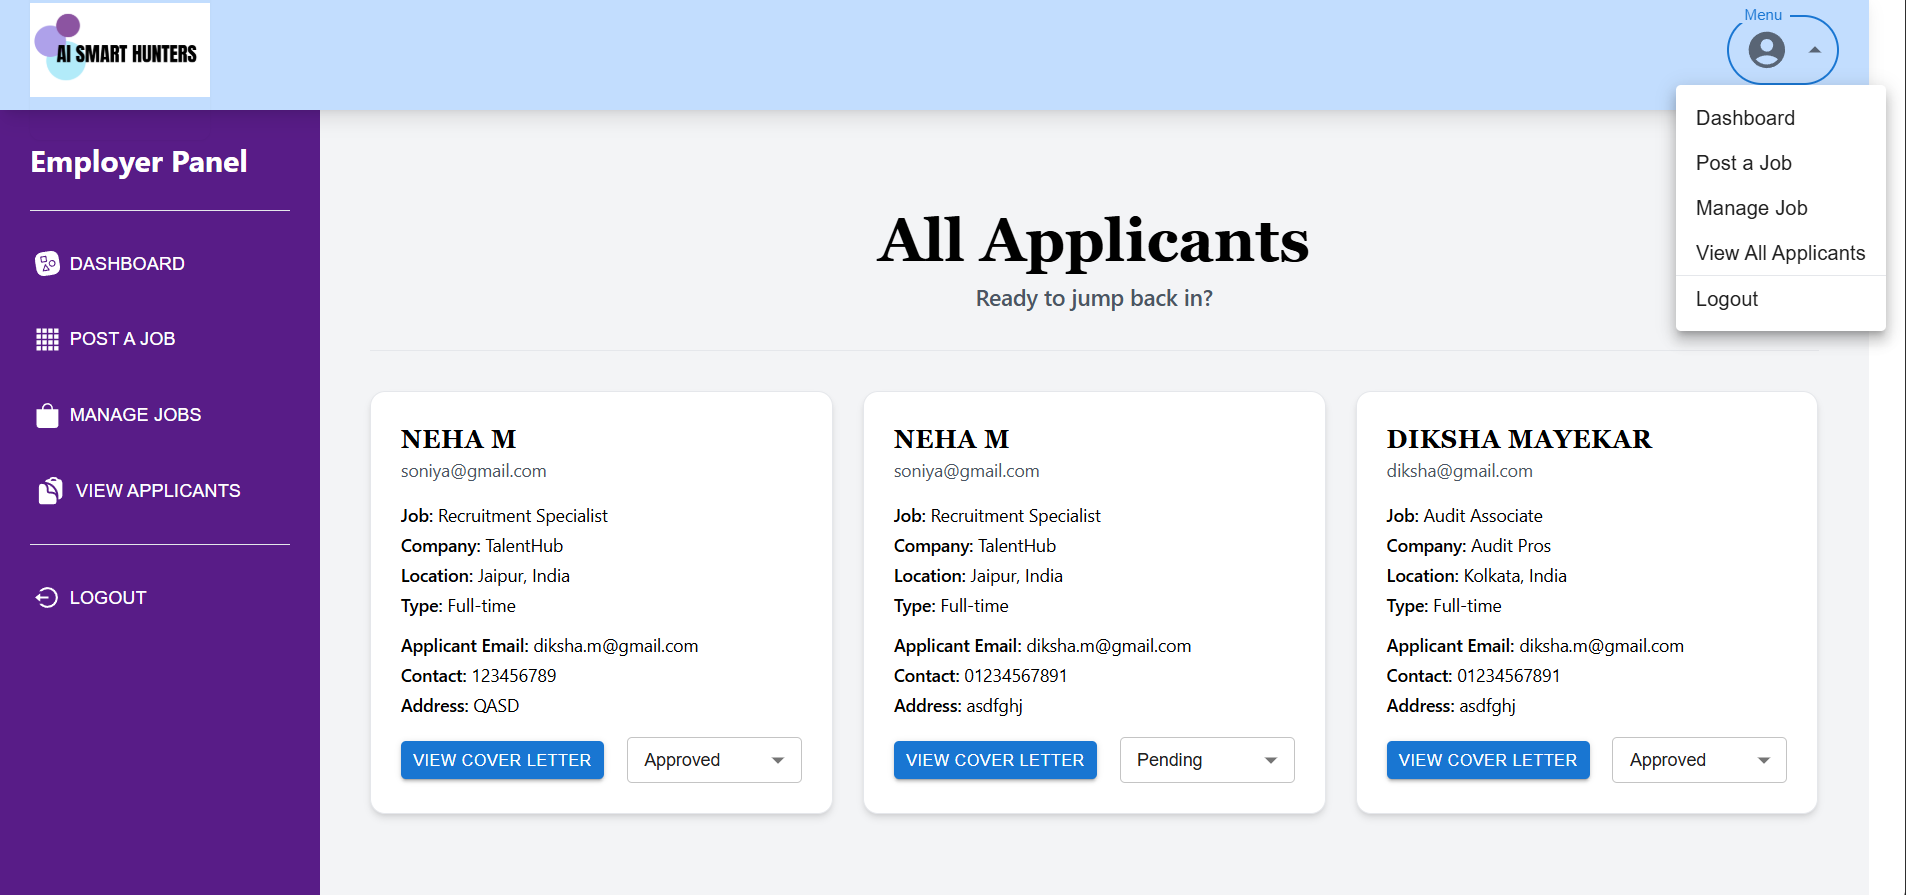 AI SMART HUNTERS
Menu
Dashboard
Post a Job
Manage Job
View All Applicants
Logout
Employer Panel
DASHBOARD
POST A JOB
MANAGE JOBS
VIEW APPLICANTS
LOGOUT
All Applicants
Ready to jump back in?
NEHA M
soniya@gmail.com
Job: Recruitment Specialist
Company: TalentHub
Location: Jaipur, India
Type: Full-time
Applicant Email: diksha.m@gmail.com
Contact: 123456789
Address: QASD
VIEW COVER LETTER
Approved
NEHA M
soniya@gmail.com
Job: Recruitment Specialist
Company: TalentHub
Location: Jaipur, India
Type: Full-time
Applicant Email: diksha.m@gmail.com
Contact: 01234567891
Address: asdfghj
VIEW COVER LETTER
Pending
DIKSHA MAYEKAR
diksha@gmail.com
Job: Audit Associate
Company: Audit Pros
Location: Kolkata, India
Type: Full-time
Applicant Email: diksha.m@gmail.com
Contact: 01234567891
Address: asdfghj
VIEW COVER LETTER
Approved